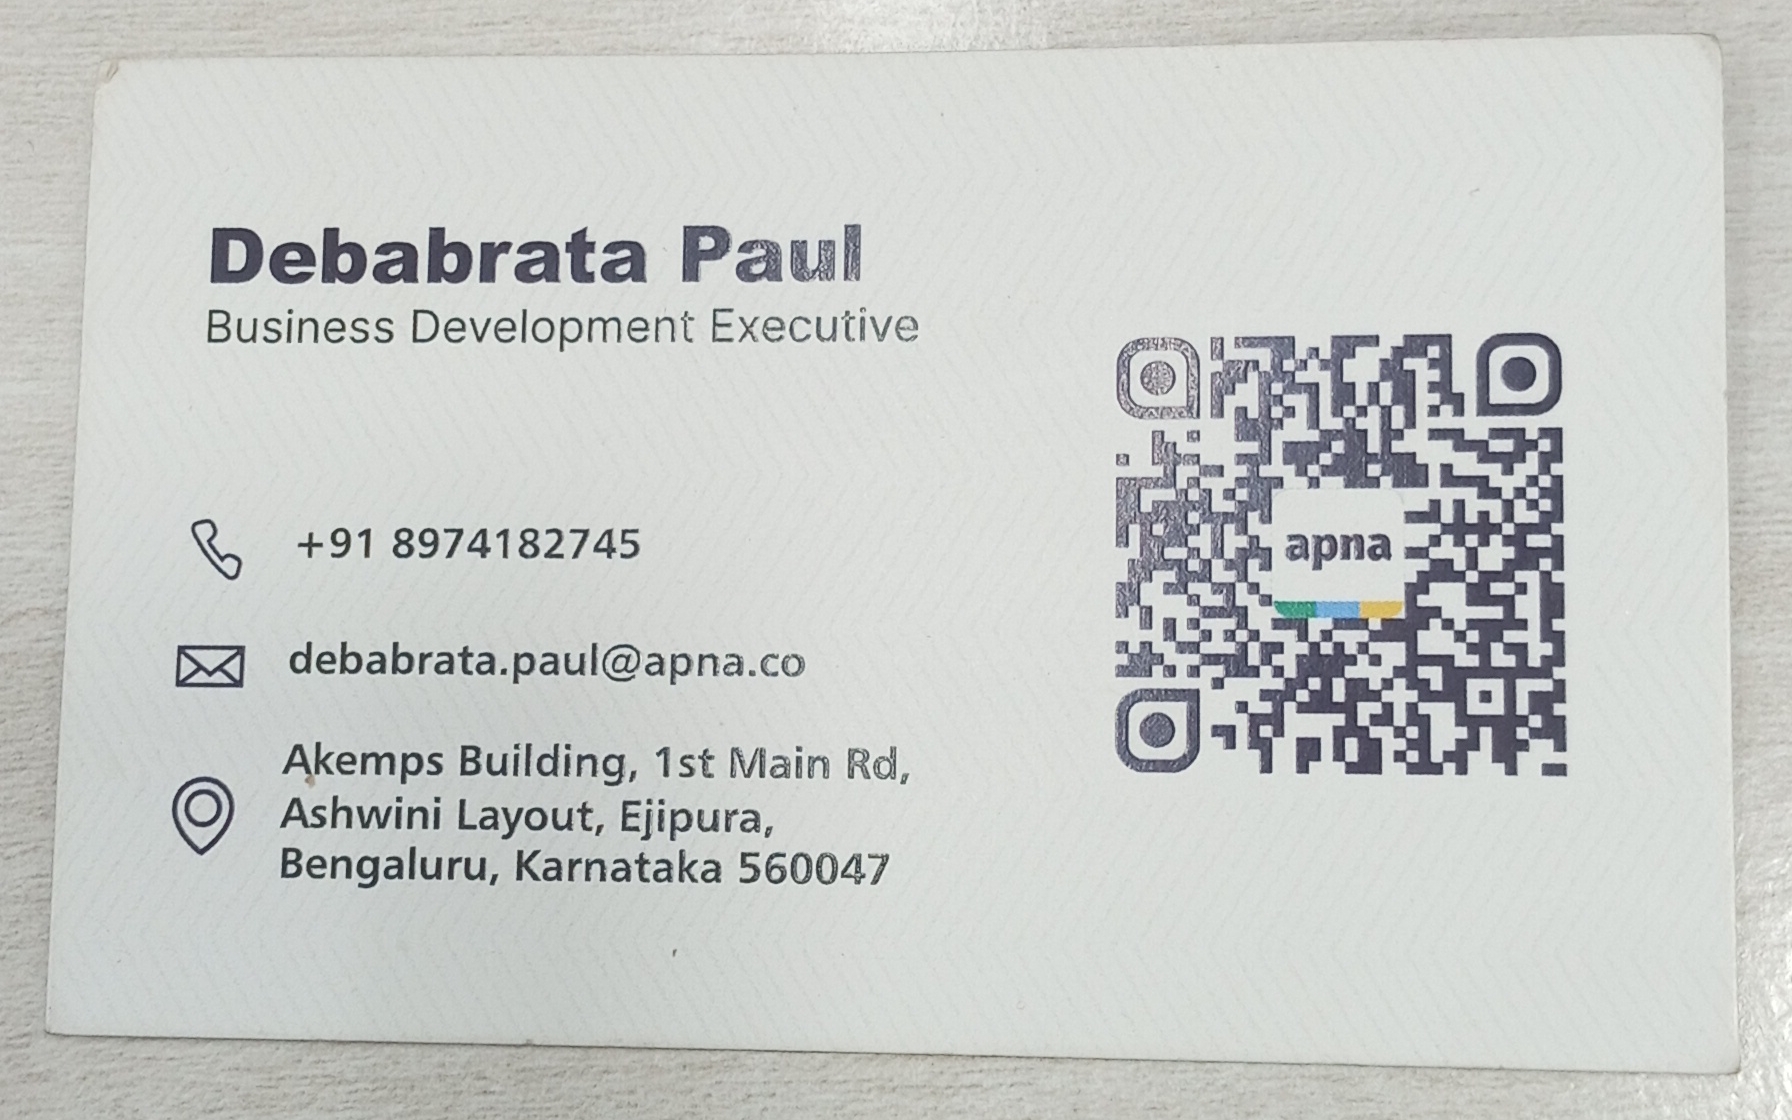 Debabrata Paul
Business Development Executive
+91 8974182745
debabrata.paul@apna.co
Akemps Building, 1st Main Rd,
Ashwini Layout, Ejipura,
Bengaluru, Karnataka 560047
apna